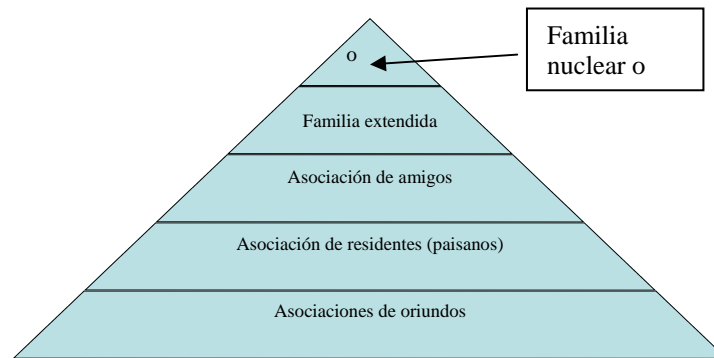 o
Familia
nuclear o
Familia extendida
Asociación de amigos
Asociación de residentes (paisanos)
Asociaciones de oriundos